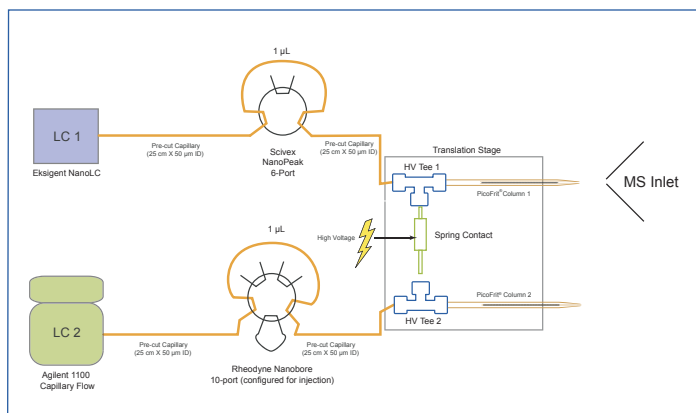 1 µL
LC 1
Eksigent NanoLC
Pre-cut Capillary
(25 cm X 50 µm ID)
Scivex
NanoPeak
6-Port
Pre-cut Capillary
(25 cm X 50 µm ID)
Translation Stage
HV Tee 1
PicoFrit® Column 1
MS Inlet
High Voltage
Spring Contact
1 µL
LC 2
Agilent 1100
Capillary Flow
Pre-cut Capillary
(25 cm X 50 µm ID)
Rheodyne Nanobore
10-port (configured for injection)
Pre-cut Capillary
(25 cm X 50 µm ID)
HV Tee 2
PicoFrit® Column 2